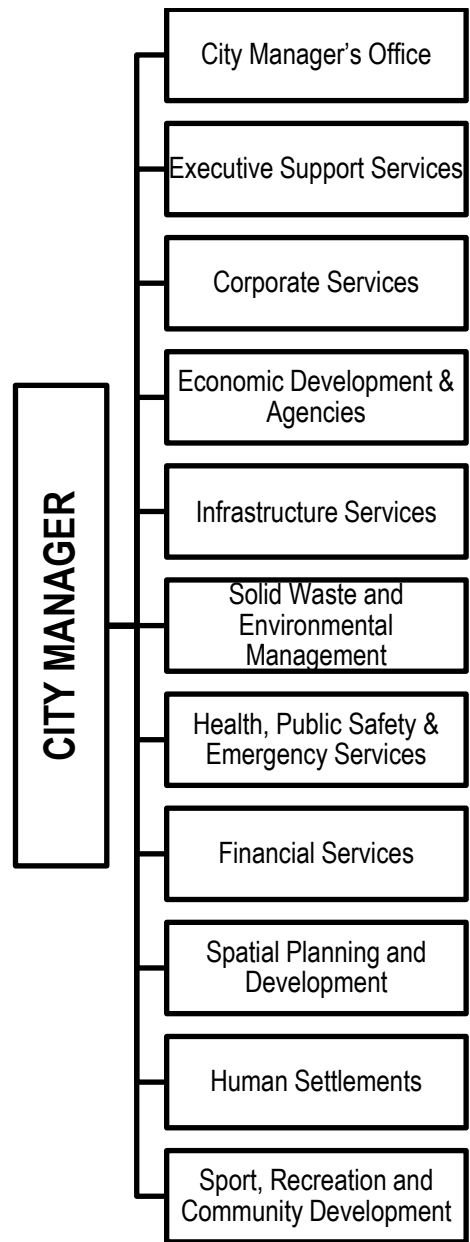 City Manager’s Office
Executive Support Services
Corporate Services
Economic Development &
Agencies
Infrastructure Services
CITY MANAGER
Solid Waste and
Environmental
Management
Health, Public Safety &
Emergency Services
Financial Services
Spatial Planning and
Development
Human Settlements
Sport, Recreation and
Community Development